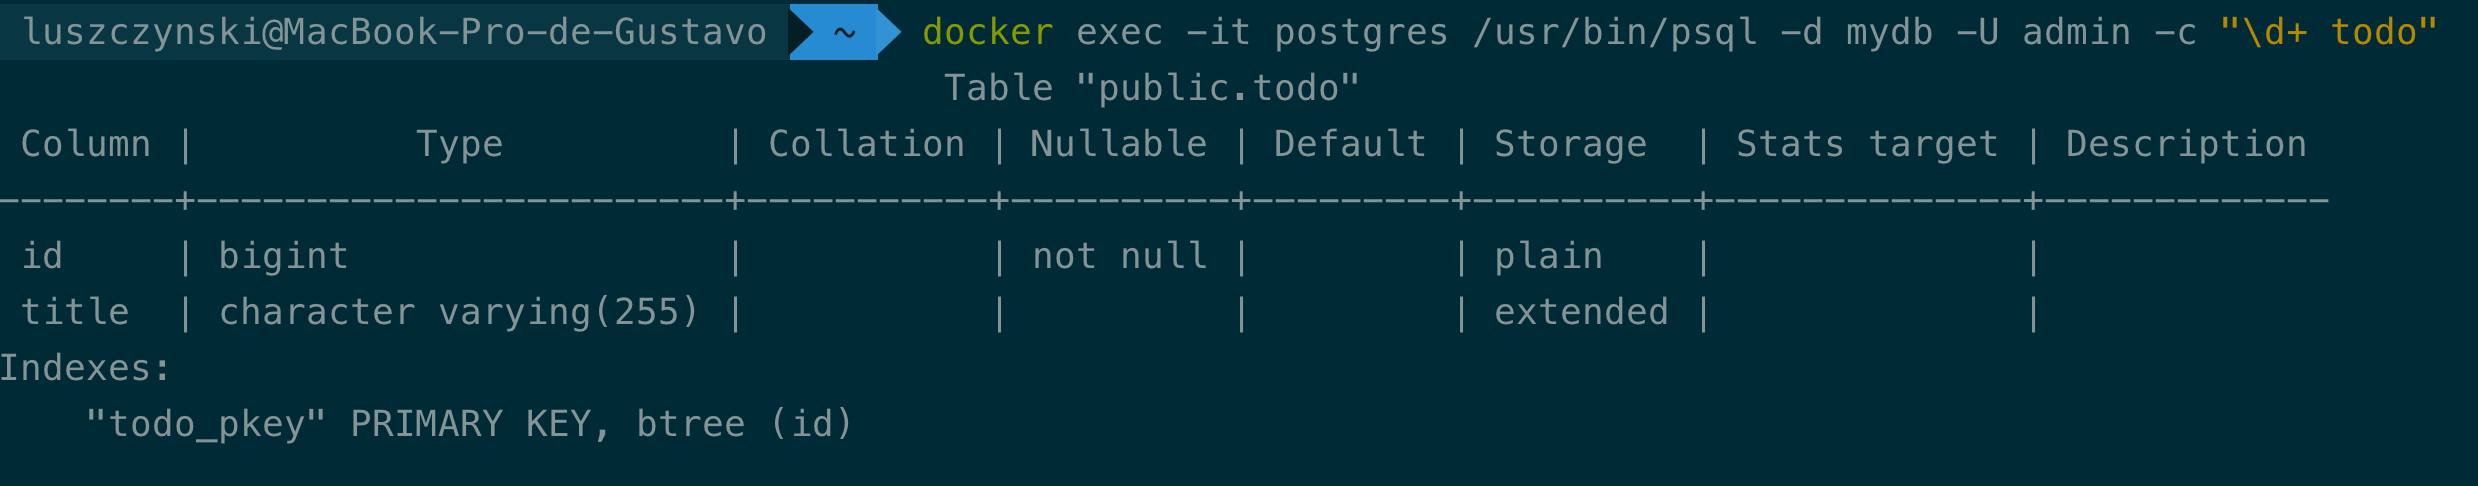 luszczynski@MacBook-Pro-de-Gustavo ~ docker exec -it postgres /usr/bin/psql -d mydb -U admin -c "\d+ todo"
                                           Table "public.todo"
 Column |          Type          | Collation | Nullable | Default | Storage  | Stats target | Description
--------+------------------------+-----------+----------+---------+----------+--------------+-------------
 id     | bigint                 |           | not null |         | plain    |              |
 title  | character varying(255) |           |          |         | extended |              |
Indexes:
    "todo_pkey" PRIMARY KEY, btree (id)